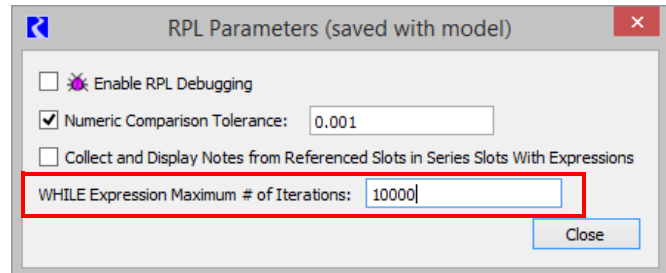 RPL Parameters (saved with model)
Enable RPL Debugging
Numeric Comparison Tolerance: 0.001
Collect and Display Notes from Referenced Slots in Series Slots With Expressions
WHILE Expression Maximum # of Iterations: 10000
Close